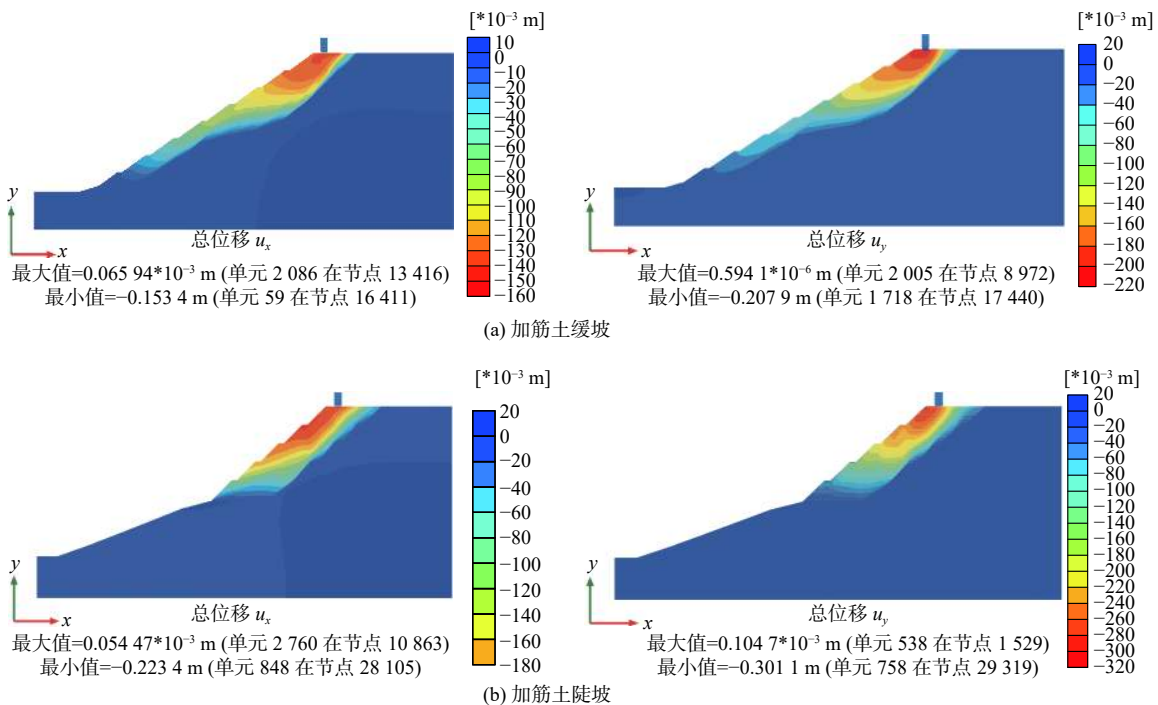 [*10⁻³ m]
10
0
−10
−20
−30
−40
−50
−60
−70
−80
−90
−100
−110
−120
−130
−140
−150
−160
y
x
总位移 uₓ
最大值=0.065 94*10⁻³ m (单元 2 086 在节点 13 416)
最小值=−0.153 4 m (单元 59 在节点 16 411)
[*10⁻³ m]
20
0
−20
−40
−60
−80
−100
−120
−140
−160
−180
−200
−220
y
x
总位移 u_y
最大值=0.594 1*10⁻⁶ m (单元 2 005 在节点 8 972)
最小值=−0.207 9 m (单元 1 718 在节点 17 440)
(a) 加筋土缓坡
[*10⁻³ m]
20
0
−20
−40
−60
−80
−100
−120
−140
−160
−180
y
x
总位移 uₓ
最大值=0.054 47*10⁻³ m (单元 2 760 在节点 10 863)
最小值=−0.223 4 m (单元 848 在节点 28 105)
[*10⁻³ m]
20
0
−20
−40
−60
−80
−100
−120
−140
−160
−180
−200
−220
−240
−260
−280
−300
−320
y
x
总位移 u_y
最大值=0.104 7*10⁻³ m (单元 538 在节点 1 529)
最小值=−0.301 1 m (单元 758 在节点 29 319)
(b) 加筋土陡坡